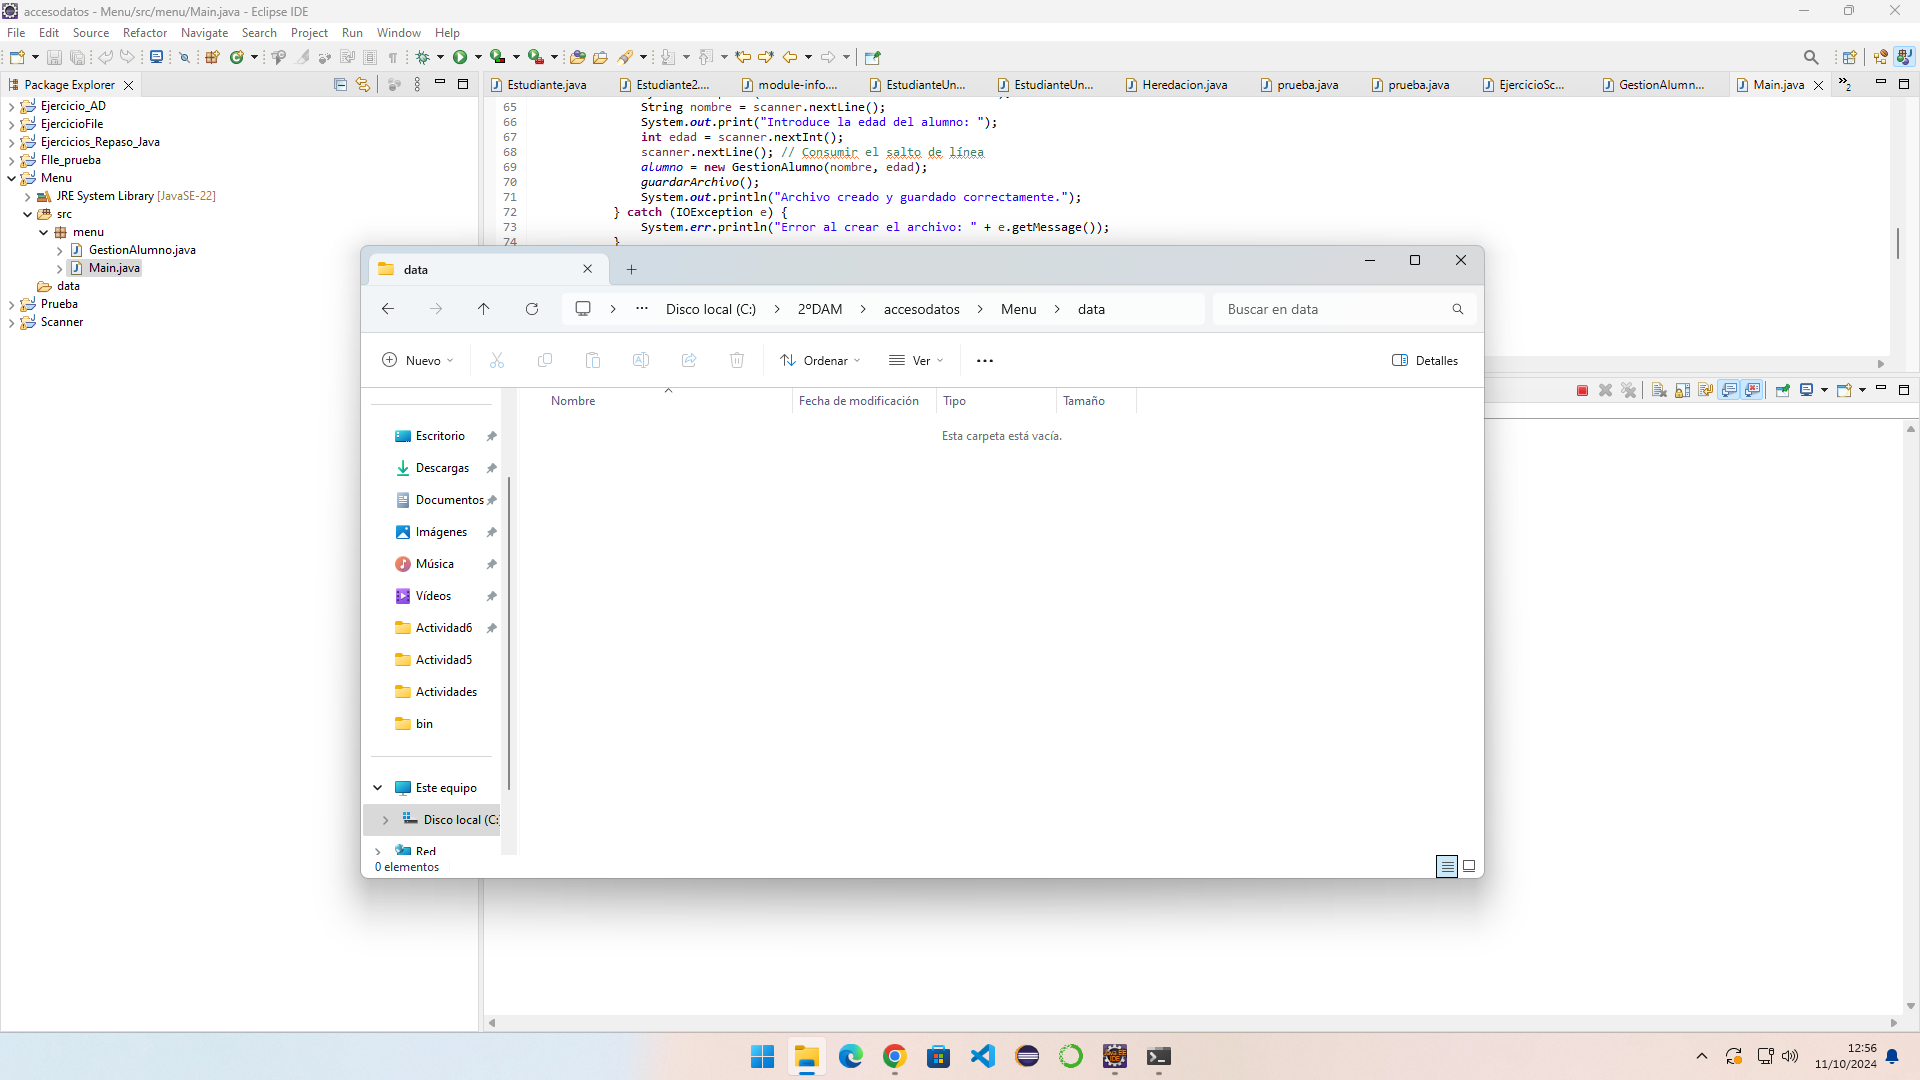 accesodatos - Menu/src/menu/Main.java - Eclipse IDE
File Edit Source Refactor Navigate Search Project Run Window Help
Package Explorer
Ejercicio_AD
EjercicioFile
Ejercicios_Repaso_Java
FIle_prueba
Menu
JRE System Library [JavaSE-22]
src
menu
GestionAlumno.java
Main.java
data
Prueba
Scanner
Estudiante.java Estudiante2.... module-info.... EstudianteUn... EstudianteUn... Heredacion.java prueba.java prueba.java EjercicioSc... GestionAlumn... Main.java »2
65 String nombre = scanner.nextLine();
66 System.out.print("Introduce la edad del alumno: ");
67 int edad = scanner.nextInt();
68 scanner.nextLine(); // Consumir el salto de línea
69 alumno = new GestionAlumno(nombre, edad);
70 guardarArchivo();
71 System.out.println("Archivo creado y guardado correctamente.");
72 } catch (IOException e) {
73 System.err.println("Error al crear el archivo: " + e.getMessage());
74 }
data
Disco local (C:) > 2ºDAM > accesodatos > Menu > data
Buscar en data
Nuevo Ordenar Ver Detalles
Nombre Fecha de modificación Tipo Tamaño
Esta carpeta está vacía.
Escritorio
Descargas
Documentos
Imágenes
Música
Vídeos
Actividad6
Actividad5
Actividades
bin
Este equipo
Disco local (C:
Red
0 elementos
12:56
11/10/2024